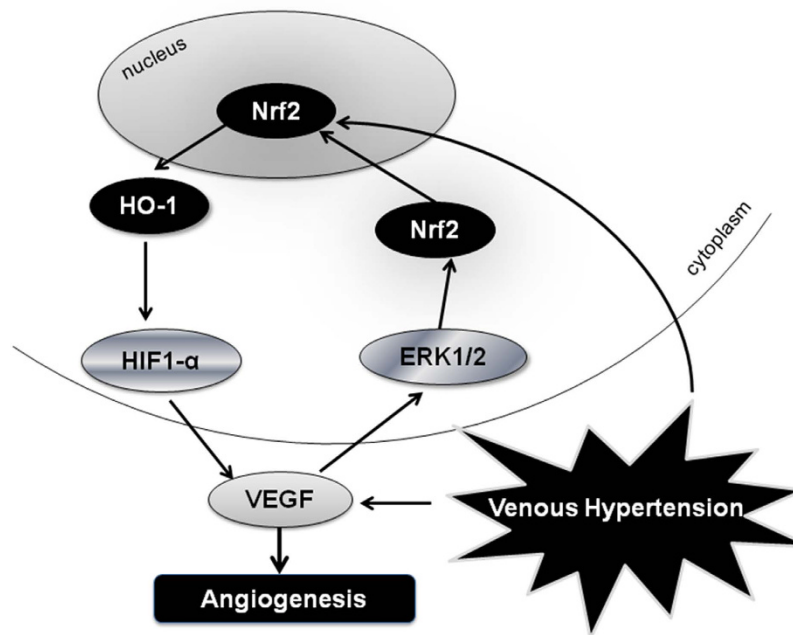 nucleus
Nrf2
HO-1
Nrf2
cytoplasm
HIF1-α
ERK1/2
VEGF
Venous Hypertension
Angiogenesis